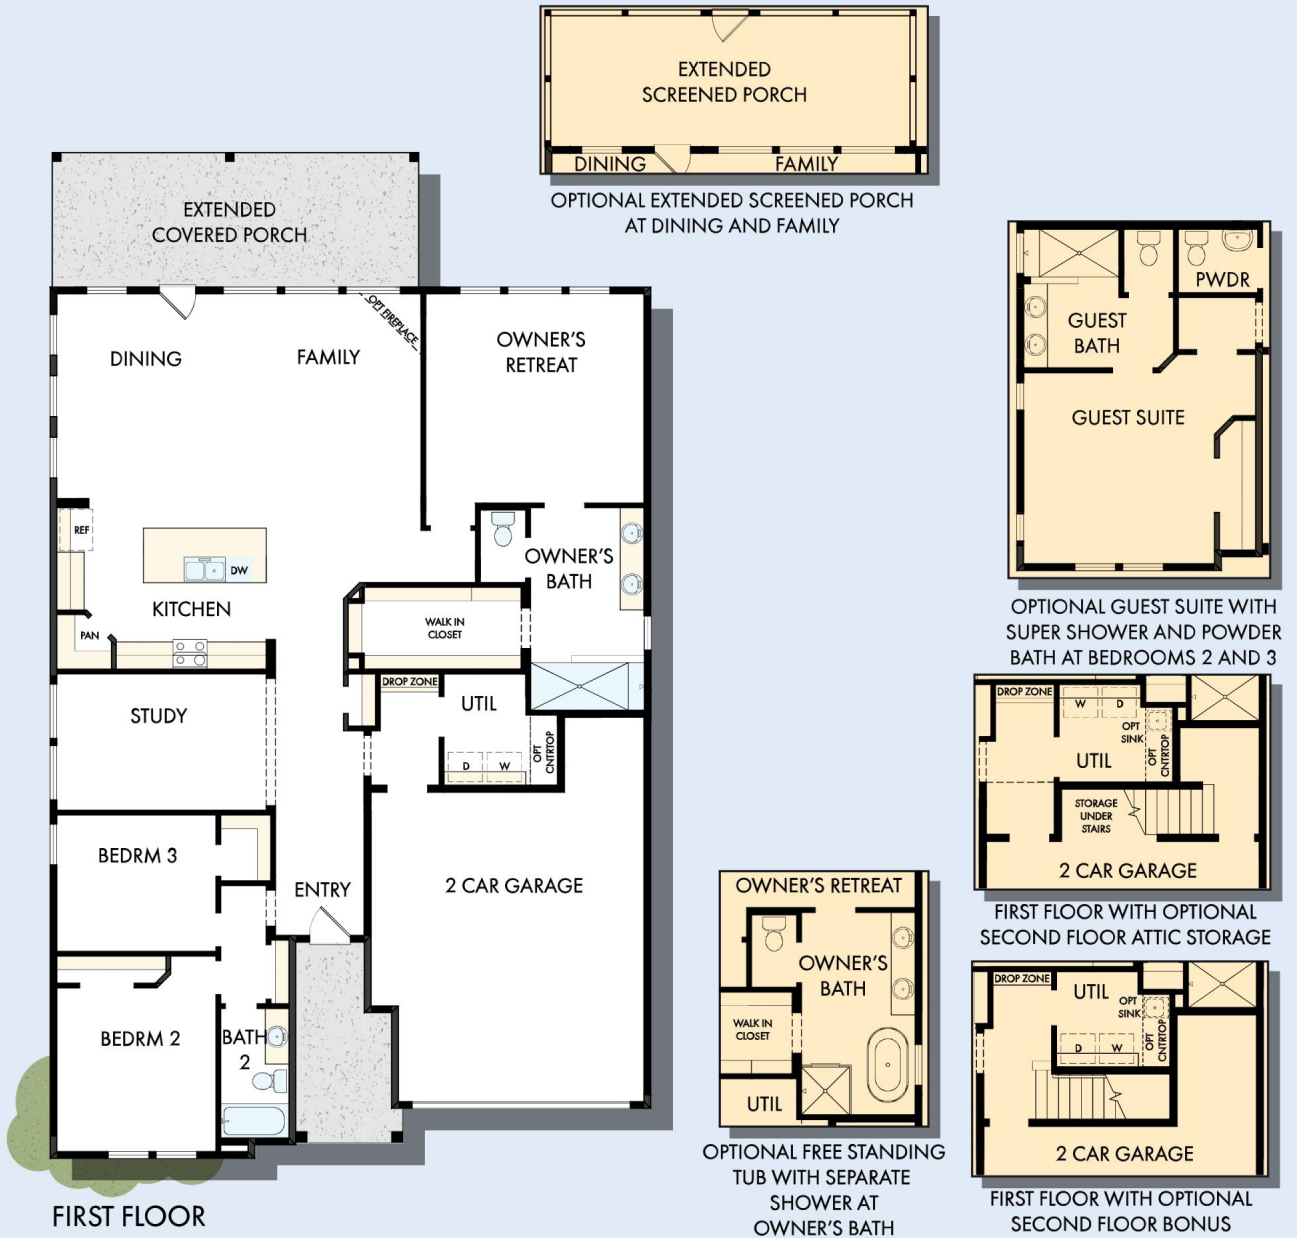 EXTENDED
SCREENED PORCH
DINING
FAMILY
OPTIONAL EXTENDED SCREENED PORCH
AT DINING AND FAMILY
EXTENDED
COVERED PORCH
OPT FIREPLACE
DINING
FAMILY
OWNER'S
RETREAT
REF
DW
KITCHEN
PAN
OWNER'S
BATH
WALK IN
CLOSET
DROP ZONE
UTIL
D
W
OPT
CNTRTOP
STUDY
BEDRM 3
ENTRY
2 CAR GARAGE
BEDRM 2
BATH
2
FIRST FLOOR
PWDR
GUEST
BATH
GUEST SUITE
OPTIONAL GUEST SUITE WITH
SUPER SHOWER AND POWDER
BATH AT BEDROOMS 2 AND 3
DROP ZONE
W
D
OPT
SINK
UTIL
OPT
CNTRTOP
STORAGE
UNDER
STAIRS
2 CAR GARAGE
FIRST FLOOR WITH OPTIONAL
SECOND FLOOR ATTIC STORAGE
OWNER'S RETREAT
OWNER'S
BATH
WALK IN
CLOSET
UTIL
OPTIONAL FREE STANDING
TUB WITH SEPARATE
SHOWER AT
OWNER'S BATH
DROP ZONE
UTIL
OPT
SINK
D
W
OPT
CNTRTOP
2 CAR GARAGE
FIRST FLOOR WITH OPTIONAL
SECOND FLOOR BONUS